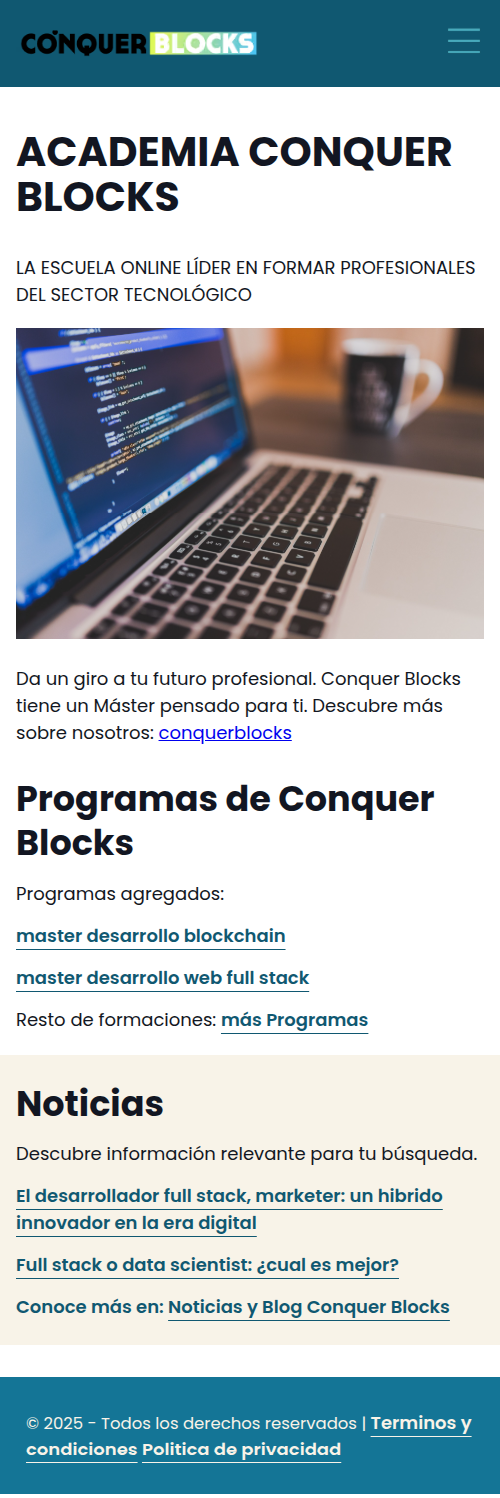 CONQUER BLOCKS
ACADEMIA CONQUER
BLOCKS
LA ESCUELA ONLINE LÍDER EN FORMAR PROFESIONALES
DEL SECTOR TECNOLÓGICO
Da un giro a tu futuro profesional. Conquer Blocks
tiene un Máster pensado para ti. Descubre más
sobre nosotros: conquerblocks
Programas de Conquer
Blocks
Programas agregados:
master desarrollo blockchain
master desarrollo web full stack
Resto de formaciones: más Programas
Noticias
Descubre información relevante para tu búsqueda.
El desarrollador full stack, marketer: un hibrido
innovador en la era digital
Full stack o data scientist: ¿cual es mejor?
Conoce más en: Noticias y Blog Conquer Blocks
© 2025 - Todos los derechos reservados | Terminos y
condiciones Politica de privacidad